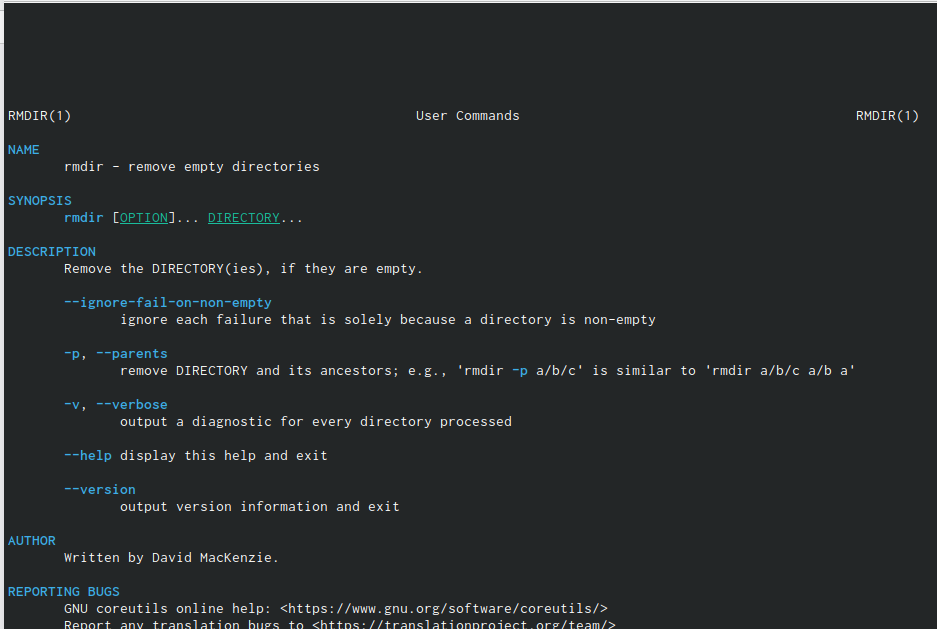 RMDIR(1) User Commands RMDIR(1)
NAME
rmdir - remove empty directories
SYNOPSIS
rmdir [OPTION]... DIRECTORY...
DESCRIPTION
Remove the DIRECTORY(ies), if they are empty.
--ignore-fail-on-non-empty
ignore each failure that is solely because a directory is non-empty
-p, --parents
remove DIRECTORY and its ancestors; e.g., 'rmdir -p a/b/c' is similar to 'rmdir a/b/c a/b a'
-v, --verbose
output a diagnostic for every directory processed
--help display this help and exit
--version
output version information and exit
AUTHOR
Written by David MacKenzie.
REPORTING BUGS
GNU coreutils online help: <https://www.gnu.org/software/coreutils/>
Report any translation bugs to <https://translationproject.org/team/>